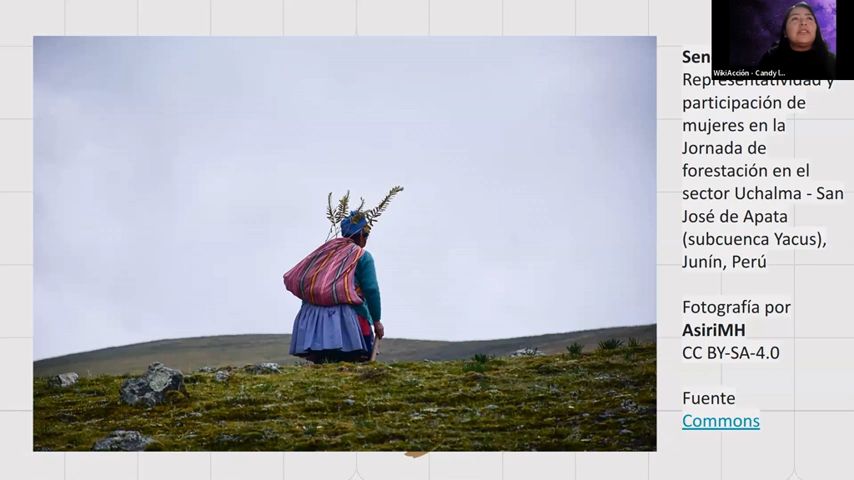 WikiAcción - Candy l...
Sen
Representatividad y
participación de
mujeres en la
Jornada de
forestación en el
sector Uchalma - San
José de Apata
(subcuenca Yacus),
Junín, Perú
Fotografía por
AsiriMH
CC BY-SA-4.0
Fuente
Commons